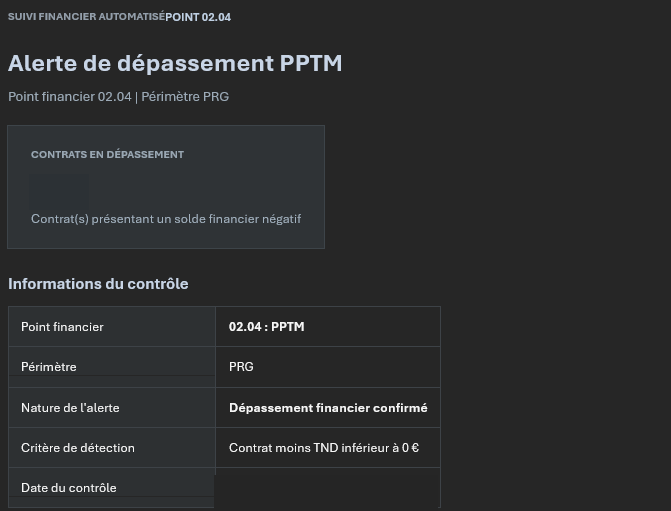 SUIVI FINANCIER AUTOMATISÉPOINT 02.04
Alerte de dépassement PPTM
Point financier 02.04 | Périmètre PRG
CONTRATS EN DÉPASSEMENT
Contrat(s) présentant un solde financier négatif
Informations du contrôle
Point financier 02.04 : PPTM
Périmètre PRG
Nature de l'alerte Dépassement financier confirmé
Critère de détection Contrat moins TND inférieur à 0 €
Date du contrôle